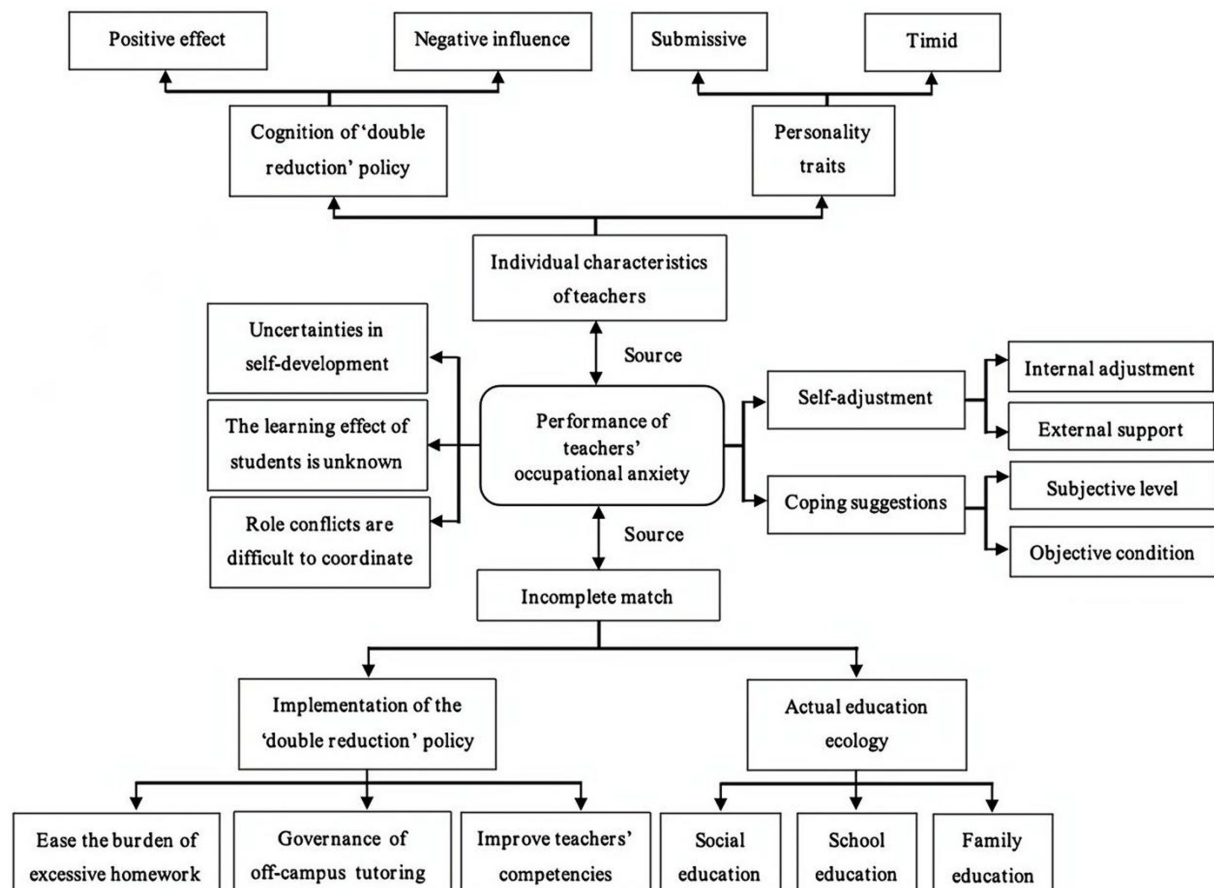 Positive effect
Negative influence
Submissive
Timid
Cognition of ‘double
reduction’ policy
Personality
traits
Individual characteristics
of teachers
Source
Uncertainties in
self-development
The learning effect of
students is unknown
Role conflicts are
difficult to coordinate
Performance of
teachers’
occupational anxiety
Self-adjustment
Internal adjustment
External support
Coping suggestions
Subjective level
Objective condition
Source
Incomplete match
Implementation of the
‘double reduction’ policy
Actual education
ecology
Ease the burden of
excessive homework
Governance of
off-campus tutoring
Improve teachers’
competencies
Social
education
School
education
Family
education